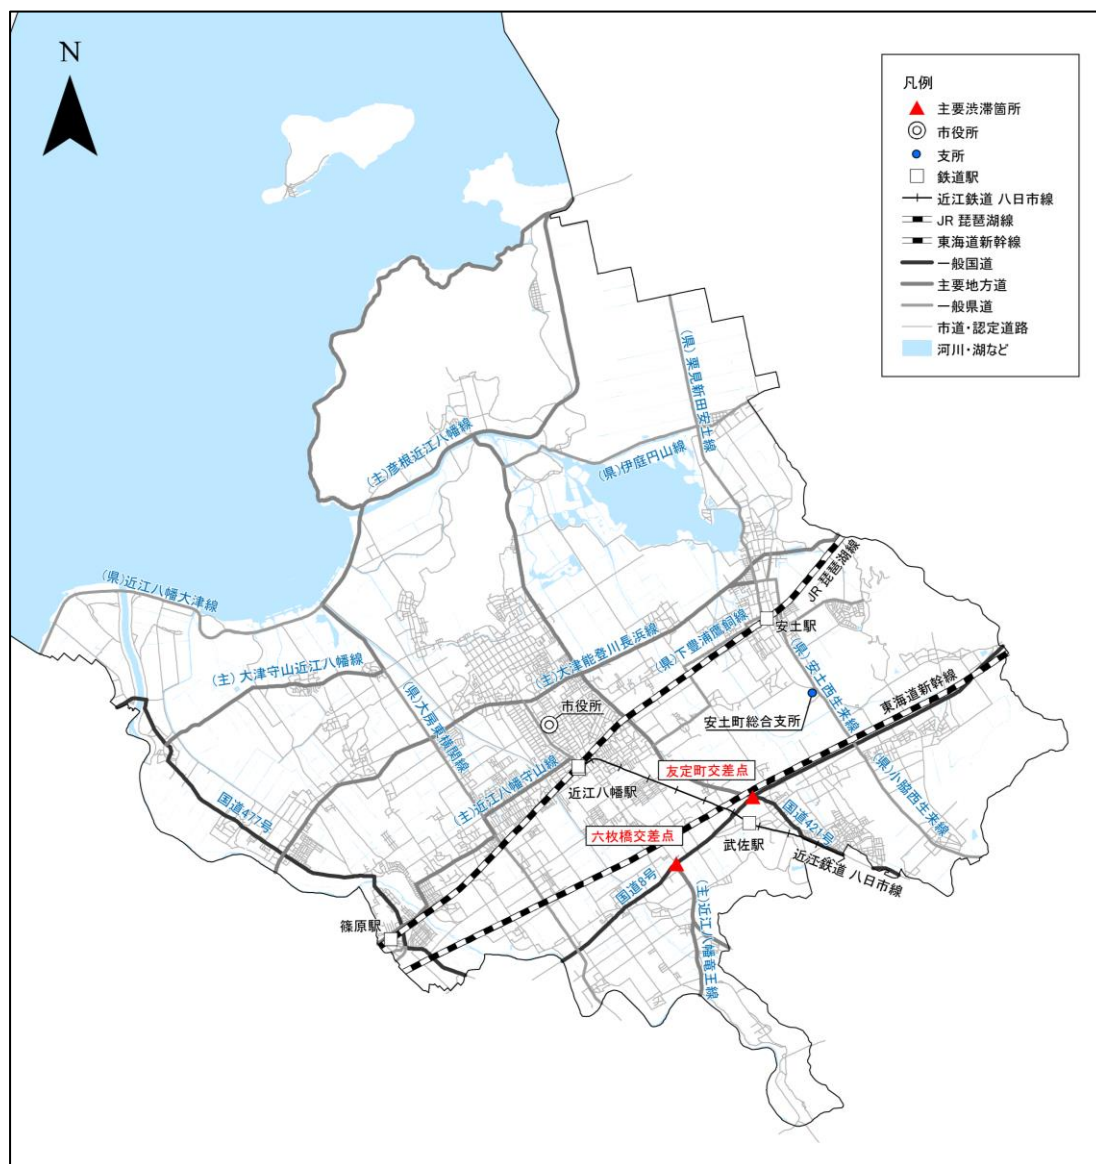 N
凡例
主要渋滞箇所
市役所
支所
鉄道駅
近江鉄道 八日市線
JR 琵琶湖線
東海道新幹線
一般国道
主要地方道
一般県道
市道・認定道路
河川・湖など
(県)栗見新田安土線
(主)彦根近江八幡線
(県)伊庭円山線
JR 琵琶湖線
(県)近江八幡大津線
安土駅
(県)下豊浦鷹飼線
(主)大津能登川長浜線
(主)大津守山近江八幡線
(県)安土西生来線
東海道新幹線
(県)大房東横関線
市役所
安土町総合支所
友定町交差点
近江八幡駅
(県)小脇西生来線
(主)近江八幡守山線
国道477号
六枚橋交差点
国道421号
武佐駅
近江鉄道 八日市線
国道8号
(主)近江八幡竜王線
篠原駅